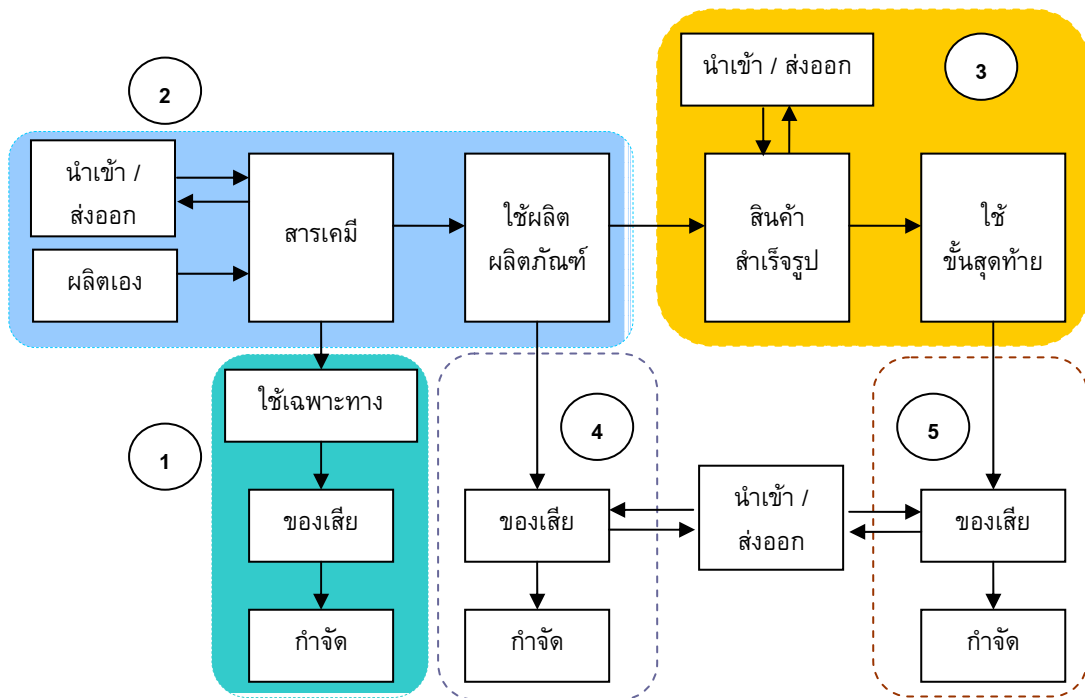 นำเข้า / ส่งออก
3
2
นำเข้า /
ส่งออก
ผลิตเอง
สารเคมี
ใช้ผลิต
ผลิตภัณฑ์
สินค้า
สำเร็จรูป
ใช้
ขั้นสุดท้าย
1
ใช้เฉพาะทาง
ของเสีย
กำจัด
4
ของเสีย
กำจัด
นำเข้า /
ส่งออก
5
ของเสีย
กำจัด